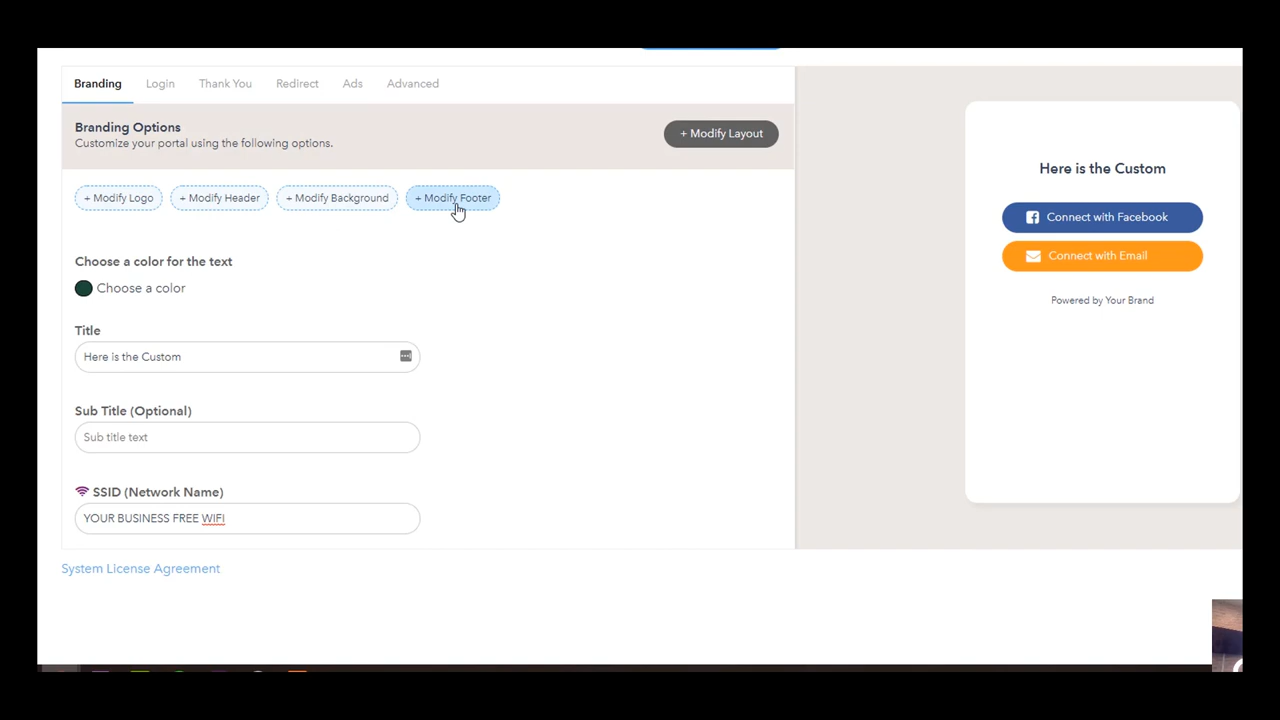 Branding Login Thank You Redirect Ads Advanced
Branding Options
Customize your portal using the following options.
+ Modify Layout
+ Modify Logo + Modify Header + Modify Background + Modify Footer
Choose a color for the text
Choose a color
Title
Here is the Custom
Sub Title (Optional)
Sub title text
SSID (Network Name)
YOUR BUSINESS FREE WIFI
System License Agreement
Here is the Custom
Connect with Facebook
Connect with Email
Powered by Your Brand